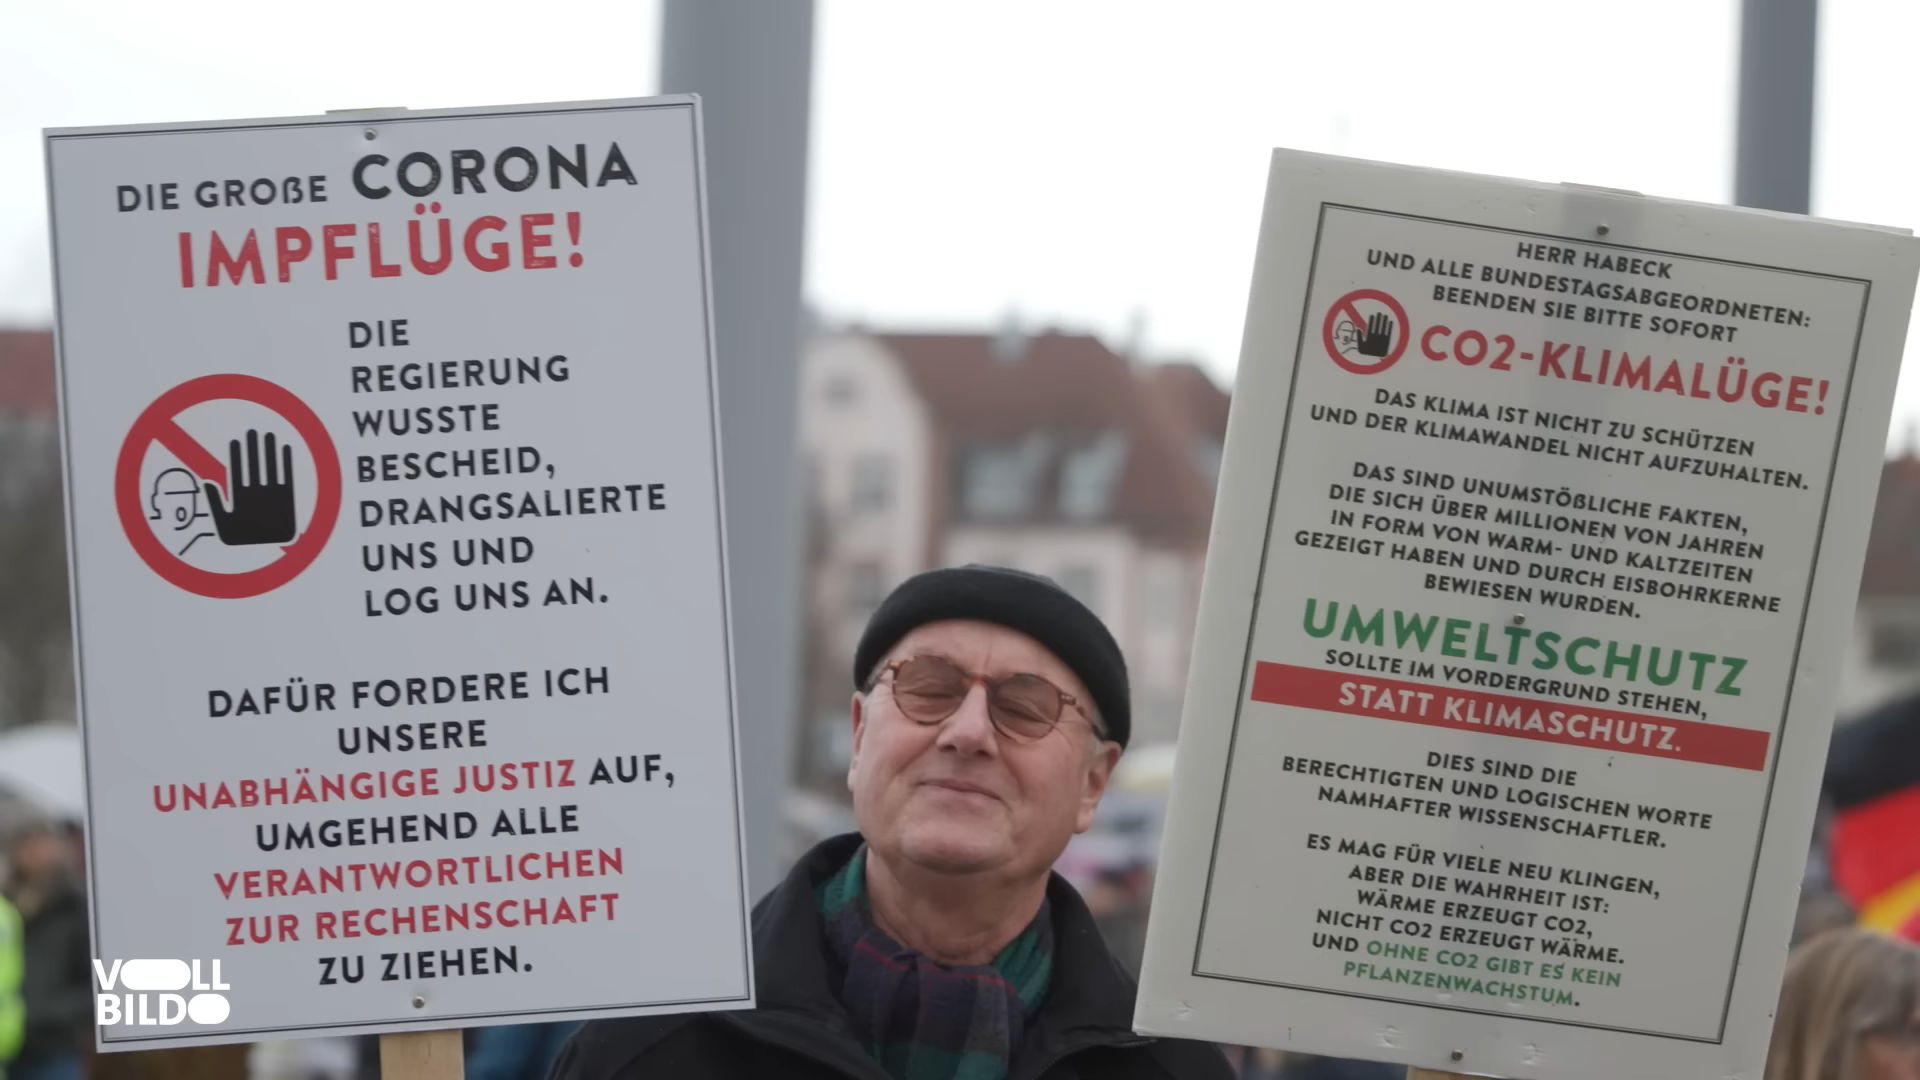 DIE GROßE CORONA
IMPFLÜGE!
DIE
REGIERUNG
WUSSTE
BESCHEID,
DRANGSALIERTE
UNS UND
LOG UNS AN.
DAFÜR FORDERE ICH
UNSERE
UNABHÄNGIGE JUSTIZ AUF,
UMGEHEND ALLE
VERANTWORTLICHEN
ZUR RECHENSCHAFT
ZU ZIEHEN.
HERR HABECK
UND ALLE BUNDESTAGSABGEORDNETEN:
BEENDEN SIE BITTE SOFORT
CO2-KLIMALÜGE!
DAS KLIMA IST NICHT ZU SCHÜTZEN
UND DER KLIMAWANDEL NICHT AUFZUHALTEN.
DAS SIND UNUMSTÖßLICHE FAKTEN,
DIE SICH ÜBER MILLIONEN VON JAHREN
IN FORM VON WARM- UND KALTZEITEN
GEZEIGT HABEN UND DURCH EISBOHRKERNE
BEWIESEN WURDEN.
UMWELTSCHUTZ
SOLLTE IM VORDERGRUND STEHEN,
STATT KLIMASCHUTZ.
DIES SIND DIE
BERECHTIGTEN UND LOGISCHEN WORTE
NAMHAFTER WISSENSCHAFTLER.
ES MAG FÜR VIELE NEU KLINGEN,
ABER DIE WAHRHEIT IST:
WÄRME ERZEUGT CO2,
NICHT CO2 ERZEUGT WÄRME.
UND OHNE CO2 GIBT ES KEIN
PFLANZENWACHSTUM.
VOLL
BILD